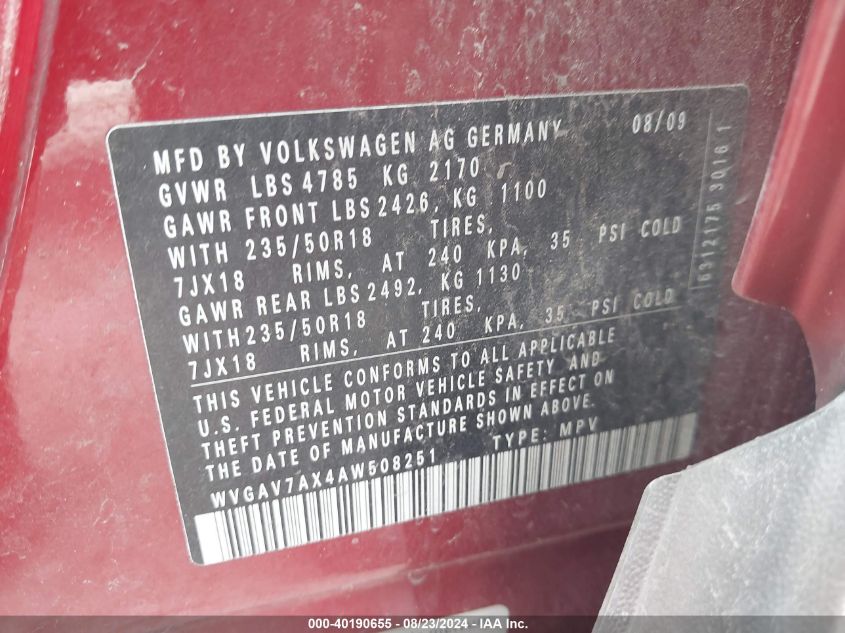 MFD BY VOLKSWAGEN AG GERMANY 08/09
GVWR LBS 4785 KG 2170
GAWR FRONT LBS 2426, KG 1100
WITH 235/50R18 TIRES,
7JX18 RIMS, AT 240 KPA, 35 PSI COLD
GAWR REAR LBS 2492, KG 1130
WITH 235/50R18 TIRES,
7JX18 RIMS, AT 240 KPA, 35 PSI COLD
THIS VEHICLE CONFORMS TO ALL APPLICABLE
U.S. FEDERAL MOTOR VEHICLE SAFETY AND
THEFT PREVENTION STANDARDS IN EFFECT ON
THE DATE OF MANUFACTURE SHOWN ABOVE.
WVGAV7AX4AW508251 TYPE: MPV
30161
000-40190655 - 08/23/2024 - IAA Inc.